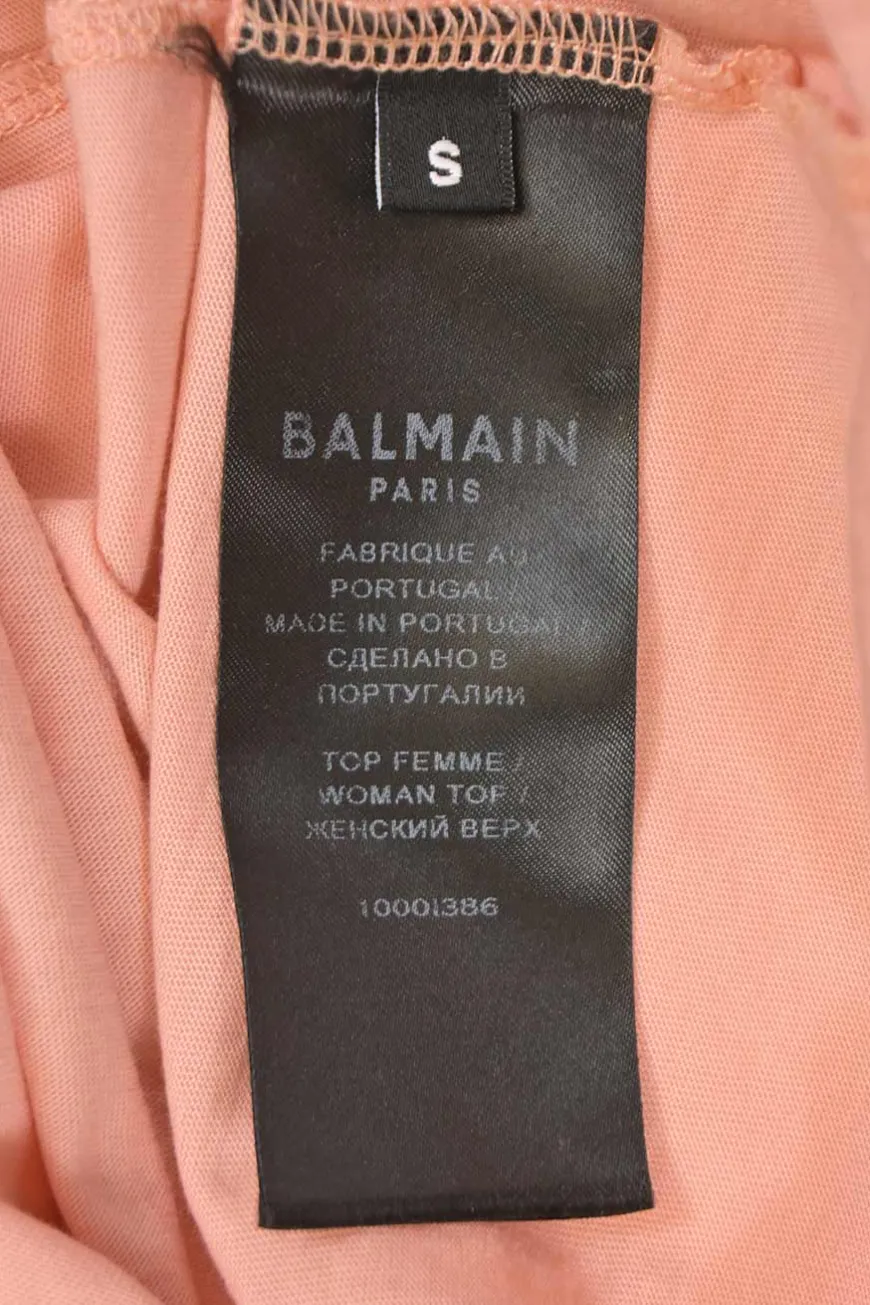 S
BALMAIN
PARIS
FABRIQUE AU
PORTUGAL /
MADE IN PORTUGAL /
СДЕЛАНО В
ПОРТУГАЛИИ
TOP FEMME /
WOMAN TOP /
ЖЕНСКИЙ ВЕРХ
10001386